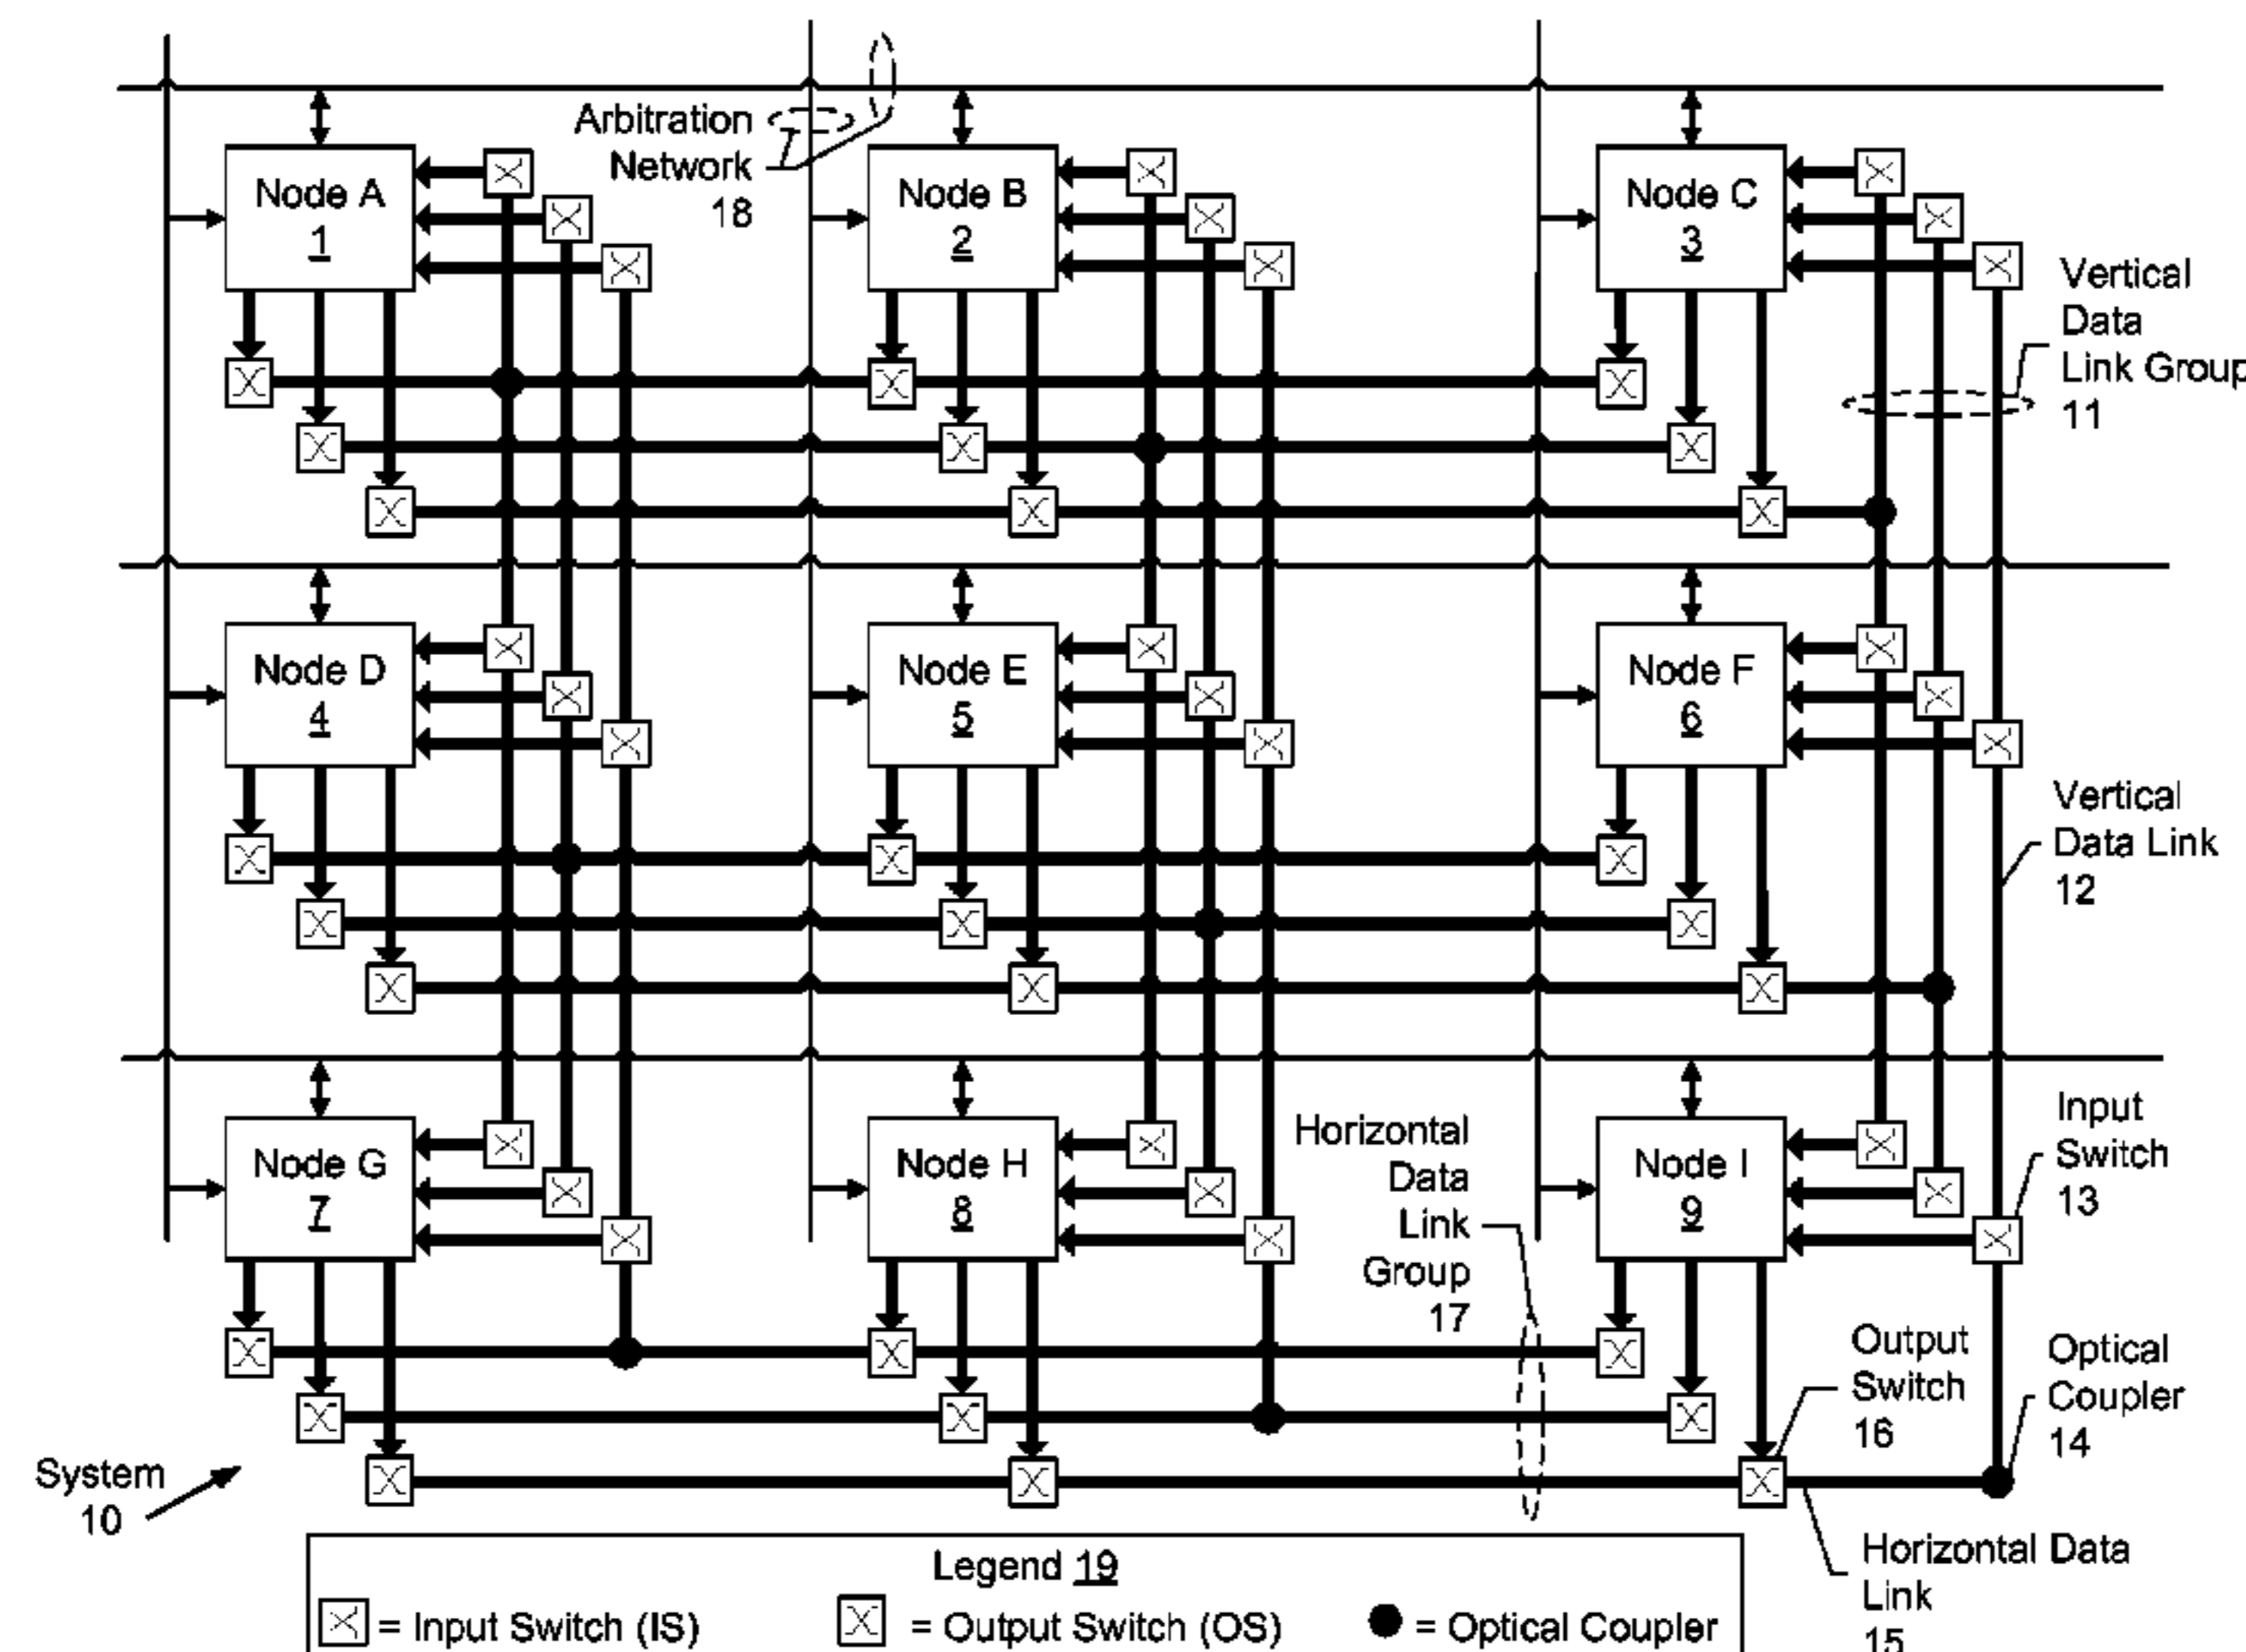 Arbitration
Network
18
Node A
1
Node B
2
Node C
3
Vertical
Data
Link Group
11
Node D
4
Node E
5
Node F
6
Vertical
Data Link
12
Node G
7
Node H
8
Node I
9
Horizontal
Data
Link
Group
17
Input
Switch
13
Output
Switch
16
Optical
Coupler
14
System
10
Horizontal Data
Link
15
Legend 19
= Input Switch (IS)
= Output Switch (OS)
= Optical Coupler